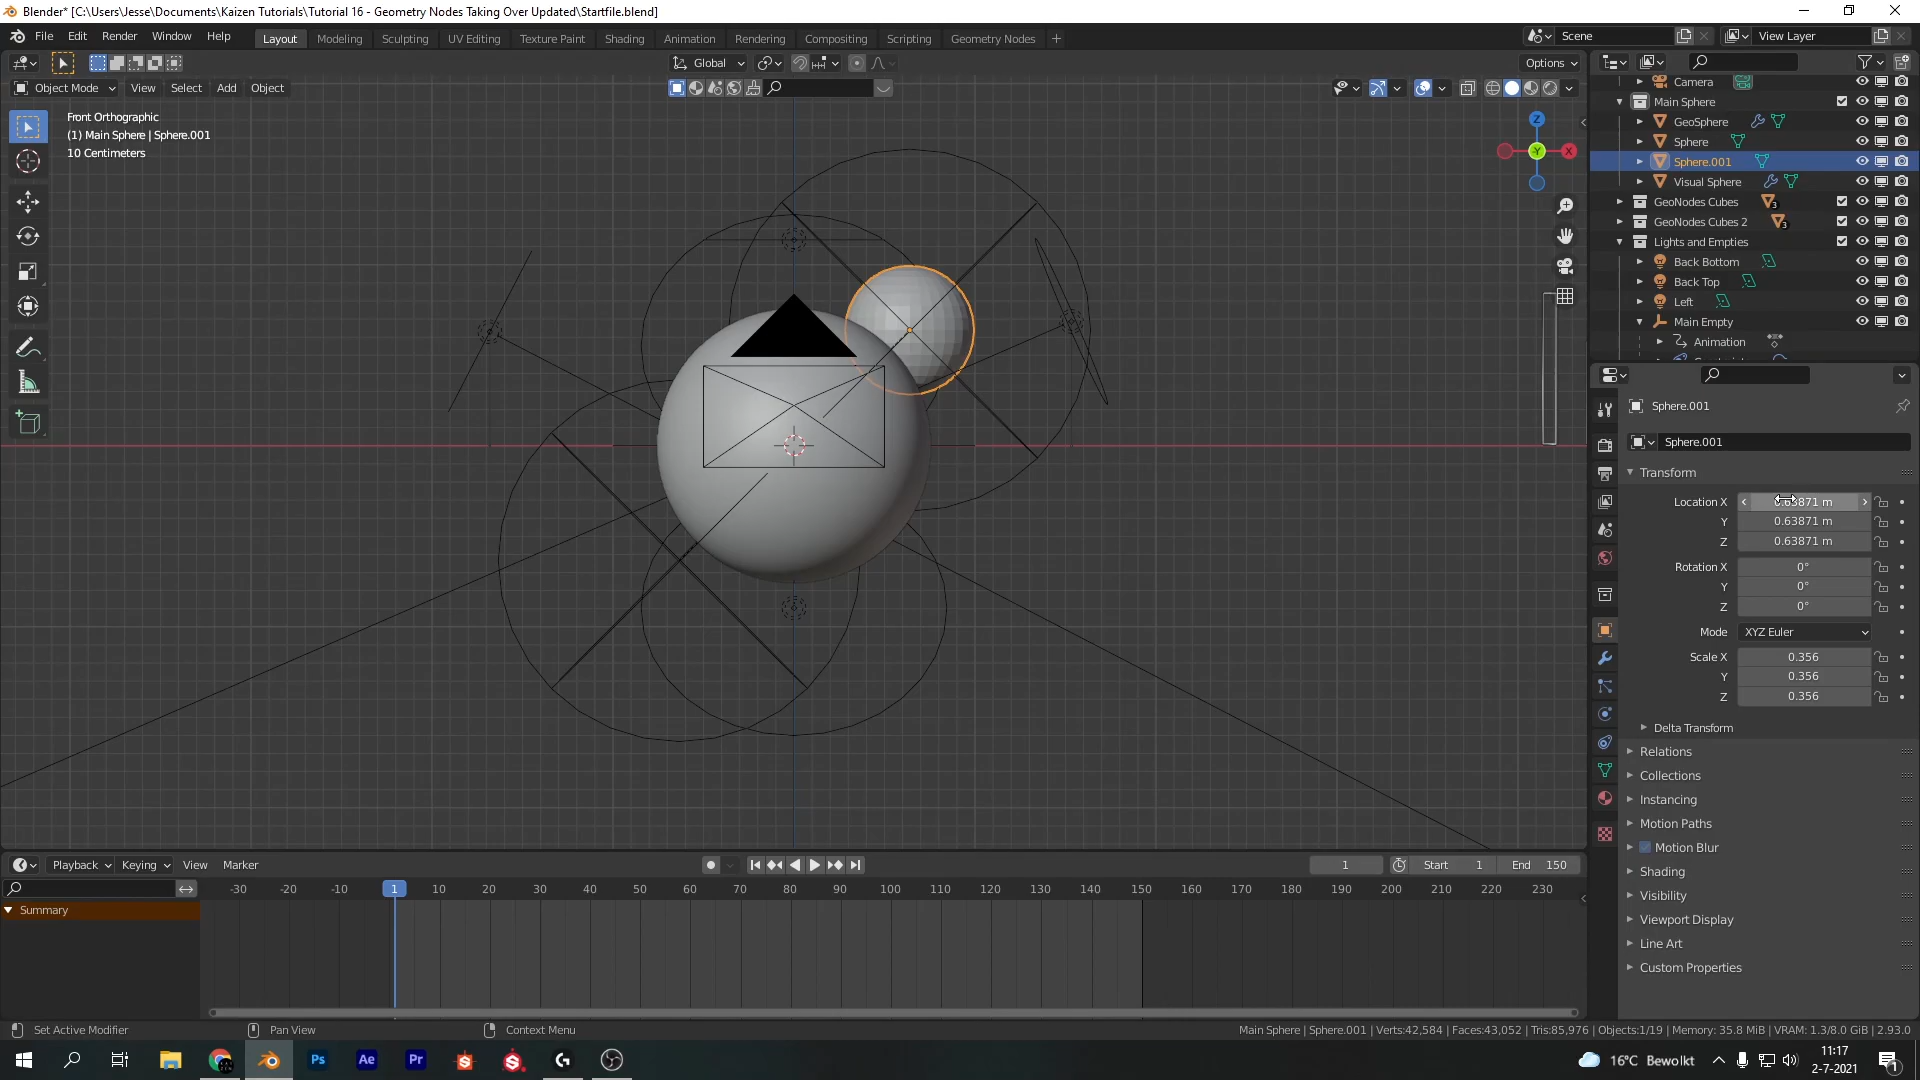 Blender* [C:\Users\Jesse\Documents\Kaizen Tutorials\Tutorial 16 - Geometry Nodes Taking Over Updated\Startfile.blend]
File Edit Render Window Help Layout Modeling Sculpting UV Editing Texture Paint Shading Animation Rendering Compositing Scripting Geometry Nodes + Scene View Layer
Global Options
Object Mode View Select Add Object
Front Orthographic
(1) Main Sphere | Sphere.001
10 Centimeters
Z
X
Y
Camera
Main Sphere
GeoSphere
Sphere
Sphere.001
Visual Sphere
GeoNodes Cubes 3
GeoNodes Cubes 2 3
Lights and Empties
Back Bottom
Back Top
Left
Main Empty
Animation
Sphere.001
Sphere.001
Transform
Location X 0.63871 m
Y 0.63871 m
Z 0.63871 m
Rotation X 0°
Y 0°
Z 0°
Mode XYZ Euler
Scale X 0.356
Y 0.356
Z 0.356
Delta Transform
Relations
Collections
Instancing
Motion Paths
Motion Blur
Shading
Visibility
Viewport Display
Line Art
Custom Properties
Playback Keying View Marker 1 Start 1 End 150
-30 -20 -10 1 10 20 30 40 50 60 70 80 90 100 110 120 130 140 150 160 170 180 190 200 210 220 230
Summary
Set Active Modifier Pan View Context Menu Main Sphere | Sphere.001 | Verts:42,584 | Faces:43,052 | Tris:85,976 | Objects:1/19 | Memory: 35.8 MiB | VRAM: 1.3/8.0 GiB | 2.93.0
Ps Ae Pr 16°C Bewolkt 11:17
2-7-2021 1